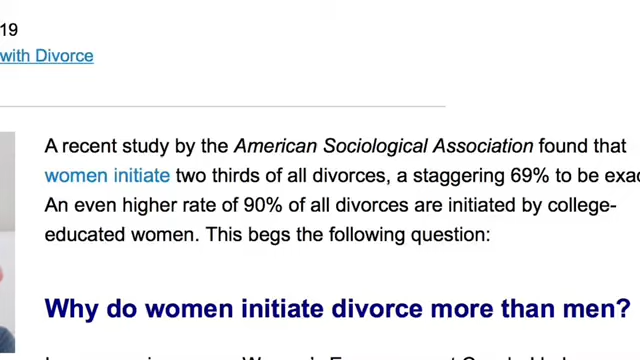 19
with Divorce
A recent study by the American Sociological Association found that
women initiate two thirds of all divorces, a staggering 69% to be
An even higher rate of 90% of all divorces are initiated by college-
educated women. This begs the following question:
Why do women initiate divorce more than men?